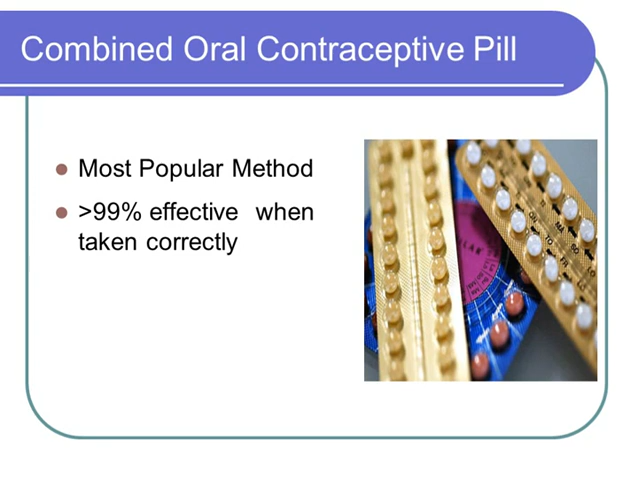 Combined Oral Contraceptive Pill
Most Popular Method
>99% effective when
taken correctly